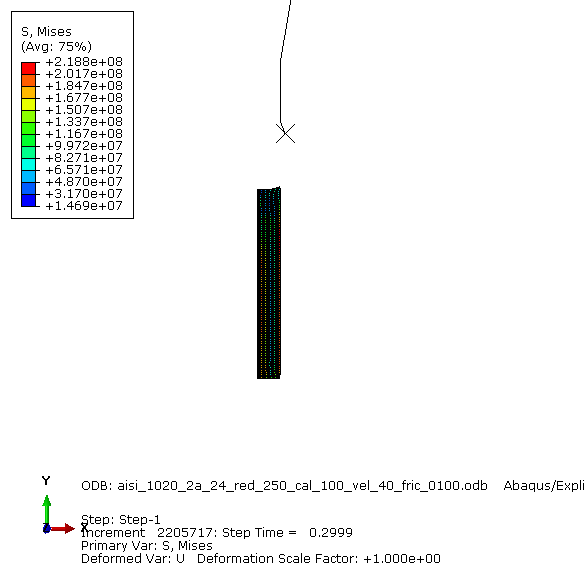 S, Mises
(Avg: 75%)
+2.188e+08
+2.017e+08
+1.847e+08
+1.677e+08
+1.507e+08
+1.337e+08
+1.167e+08
+9.972e+07
+8.271e+07
+6.571e+07
+4.870e+07
+3.170e+07
+1.469e+07
Y
X
Z
ODB: aisi_1020_2a_24_red_250_cal_100_vel_40_fric_0100.odb Abaqus/Expli
Step: Step-1
Increment 2205717: Step Time = 0.2999
Primary Var: S, Mises
Deformed Var: U Deformation Scale Factor: +1.000e+00